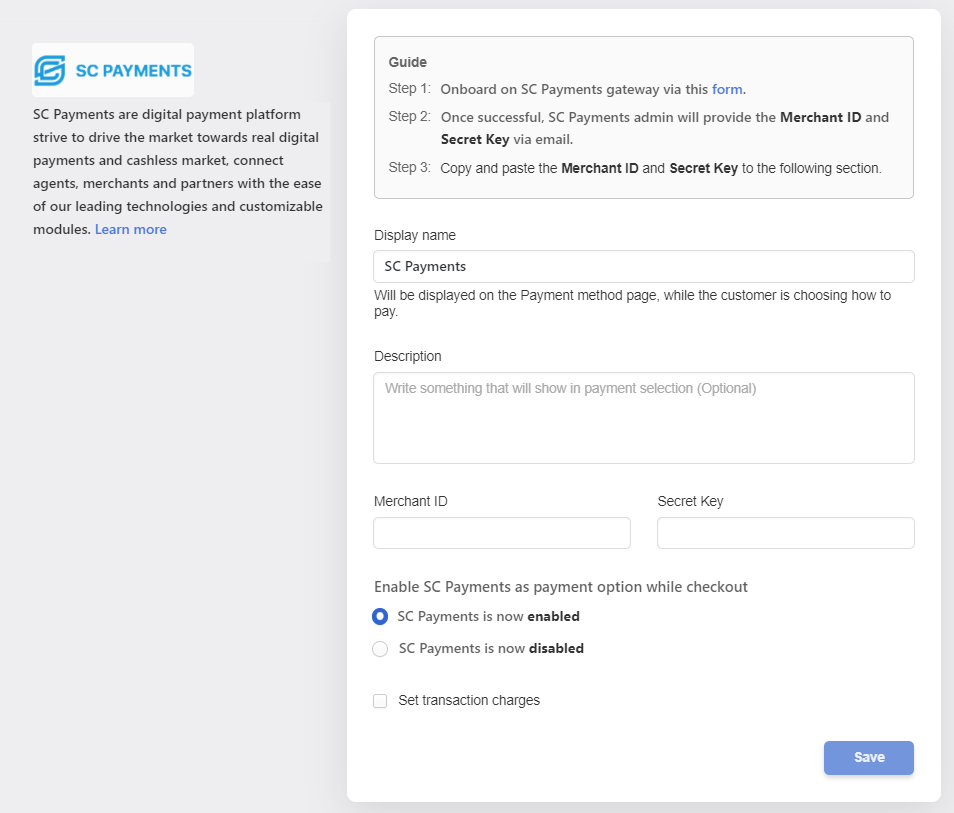 SC PAYMENTS
SC Payments are digital payment platform
strive to drive the market towards real digital
payments and cashless market, connect
agents, merchants and partners with the ease
of our leading technologies and customizable
modules. Learn more
Guide
Step 1: Onboard on SC Payments gateway via this form.
Step 2: Once successful, SC Payments admin will provide the Merchant ID and
Secret Key via email.
Step 3: Copy and paste the Merchant ID and Secret Key to the following section.
Display name
SC Payments
Will be displayed on the Payment method page, while the customer is choosing how to
pay.
Description
Write something that will show in payment selection (Optional)
Merchant ID Secret Key
Enable SC Payments as payment option while checkout
SC Payments is now enabled
SC Payments is now disabled
Set transaction charges
Save